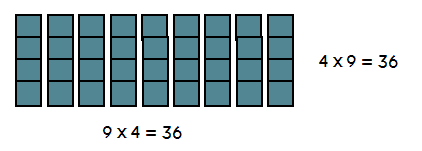 4 x 9 = 36
9 x 4 = 36